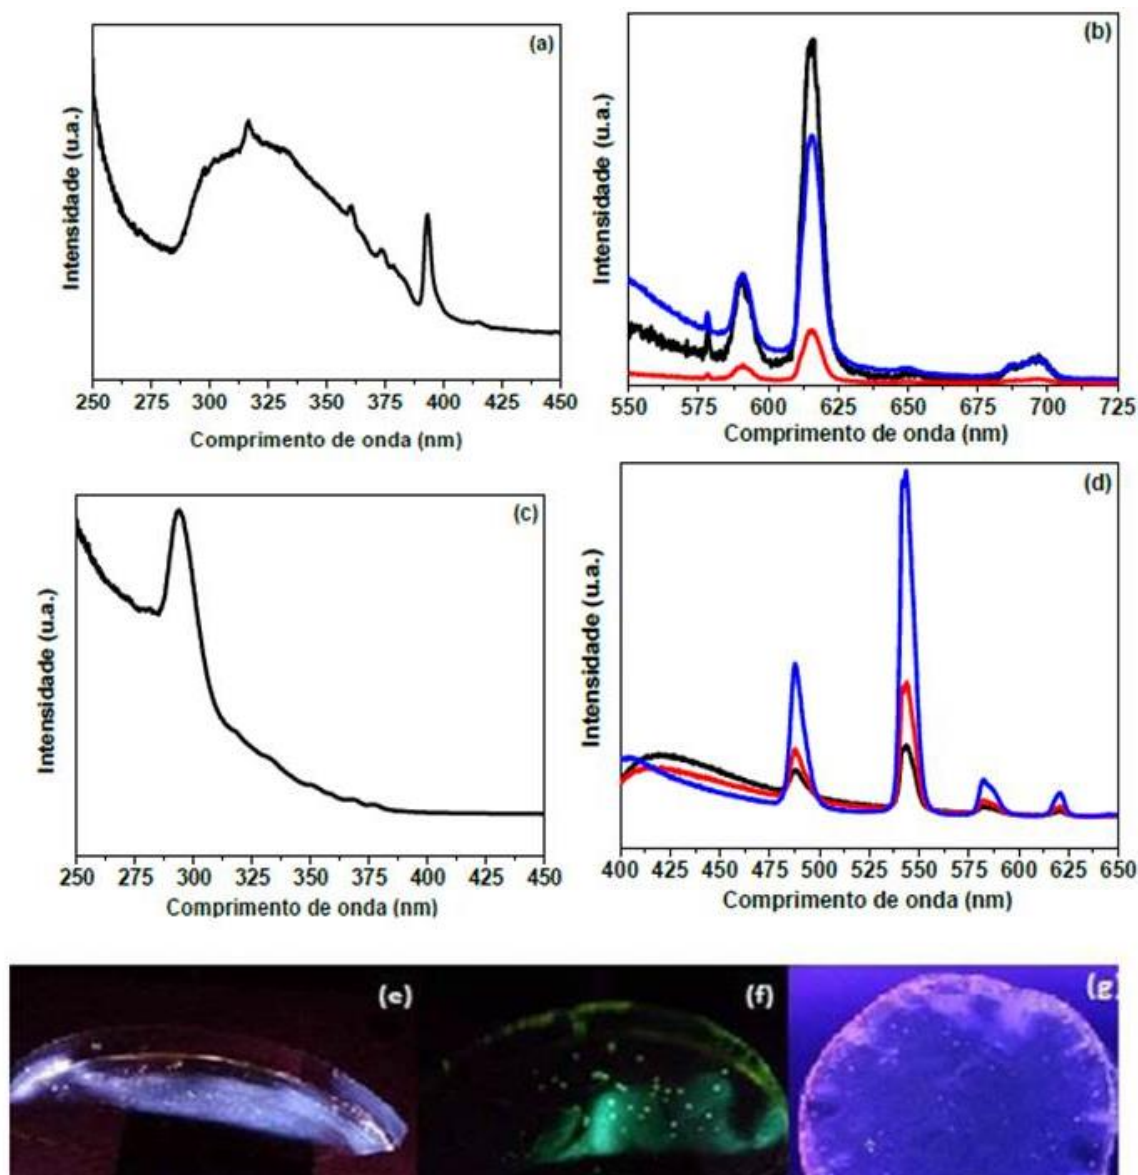 (a)
Intensidade (u.a.)
250 275 300 325 350 375 400 425 450
Comprimento de onda (nm)
(b)
Intensidade (u.a.)
550 575 600 625 650 675 700 725
Comprimento de onda (nm)
(c)
Intensidade (u.a.)
250 275 300 325 350 375 400 425 450
Comprimento de onda (nm)
(d)
Intensidade (u.a.)
400 425 450 475 500 525 550 575 600 625 650
Comprimento de onda (nm)
(e)
(f)
(g)